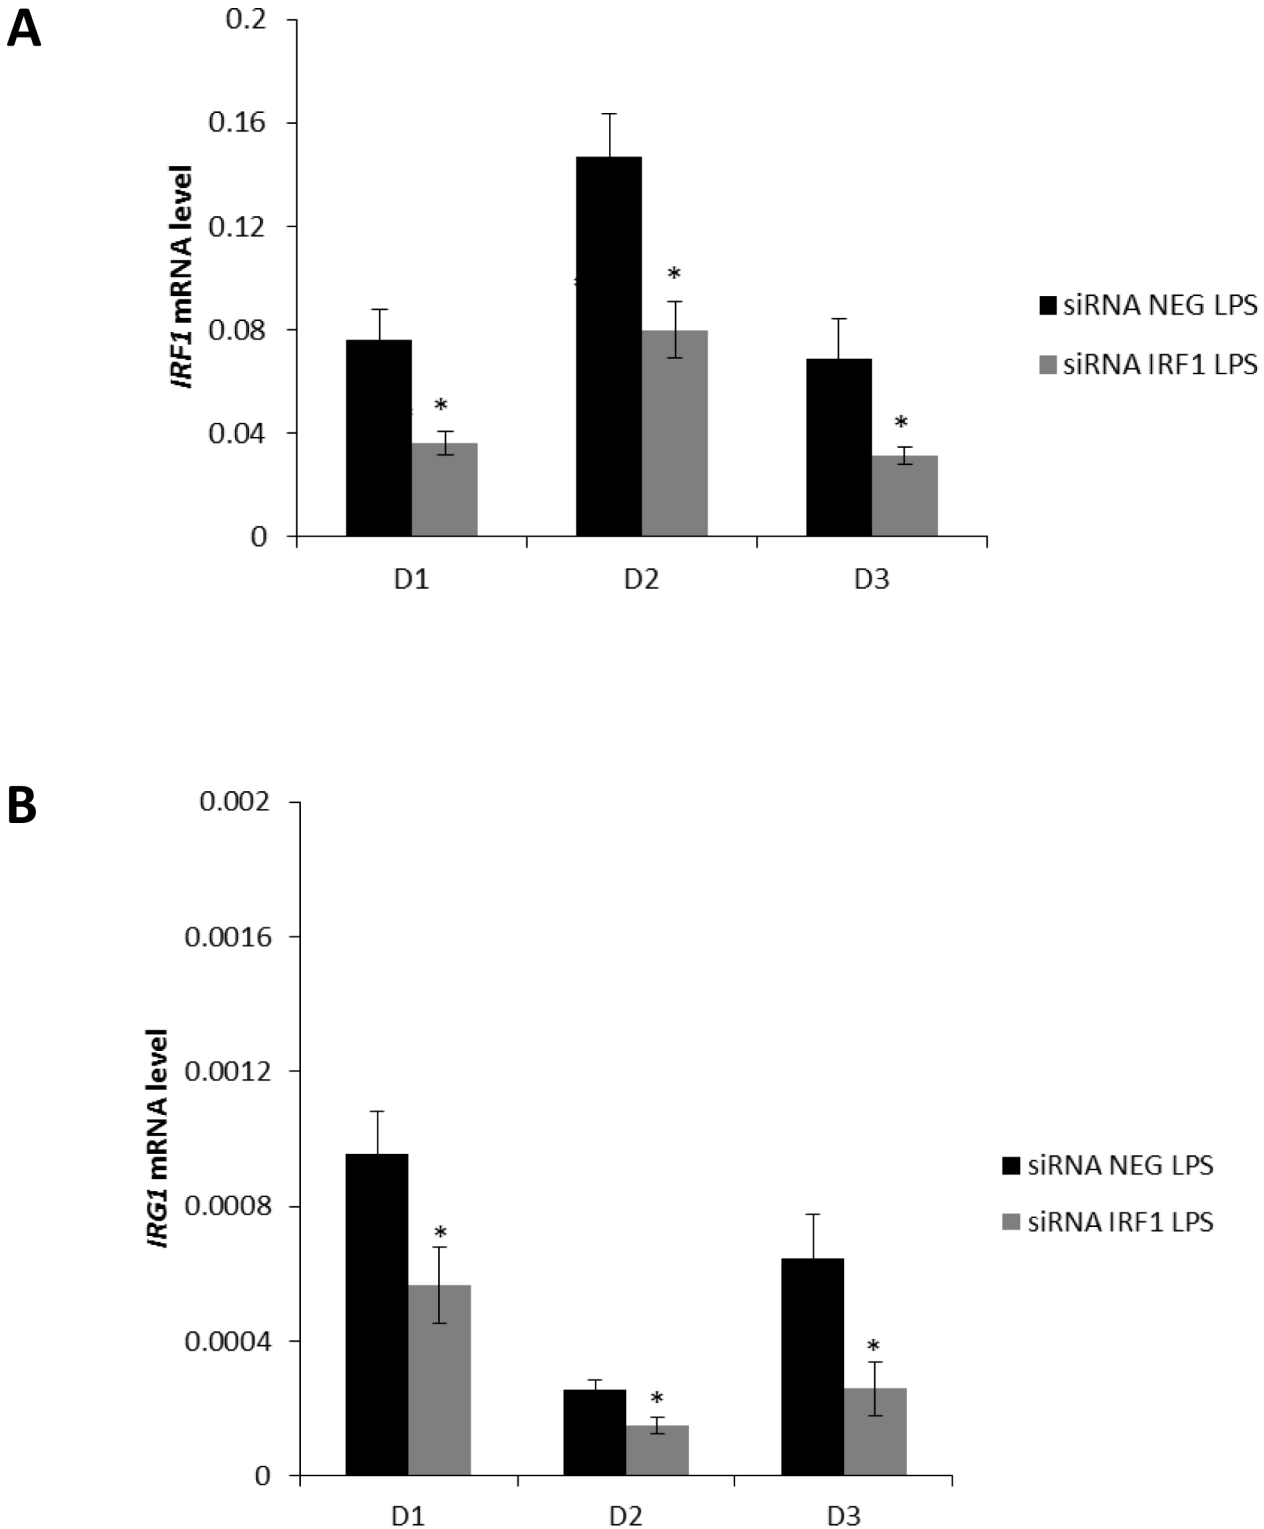 A
0.2
0.16
0.12
0.08
0.04
0
IRF1 mRNA level
*
*
*
D1
D2
D3
siRNA NEG LPS
siRNA IRF1 LPS
B
0.002
0.0016
0.0012
0.0008
0.0004
0
IRG1 mRNA level
*
*
*
D1
D2
D3
siRNA NEG LPS
siRNA IRF1 LPS